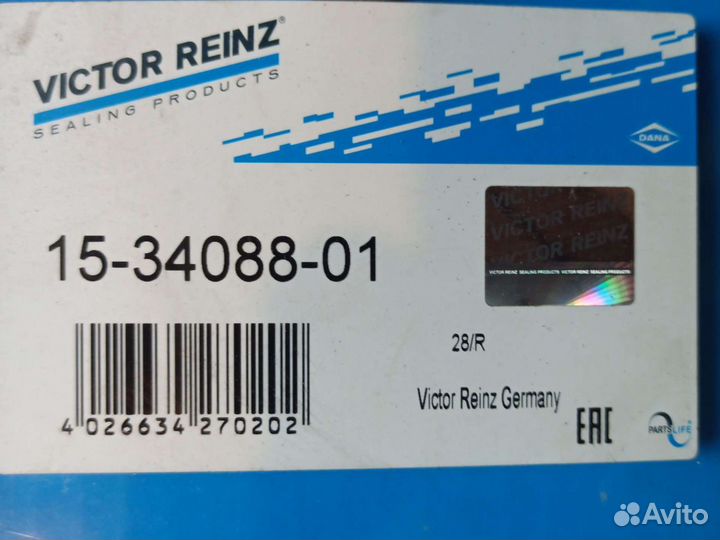 VICTOR REINZ®
SEALING PRODUCTS
DANA
VICTOR REINZ
VICTOR REINZ
VICTOR REINZ SEALING PRODUCTS VICTOR REINZ SEALING PRODUCTS
15-34088-01
28/R
Victor Reinz Germany
4 026634 270202
EAC
PARTSLIFE
Avito